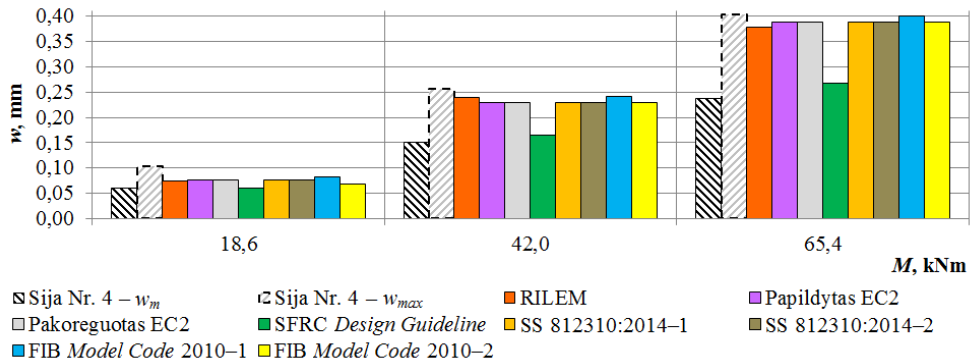 0,40
0,35
0,30
0,25
0,20
0,15
0,10
0,05
0,00
w, mm
18,6 42,0 65,4
M, kNm
Sija Nr. 4 – wm Sija Nr. 4 – wmax RILEM Papildytas EC2
Pakoreguotas EC2 SFRC Design Guideline SS 812310:2014–1 SS 812310:2014–2
FIB Model Code 2010–1 FIB Model Code 2010–2